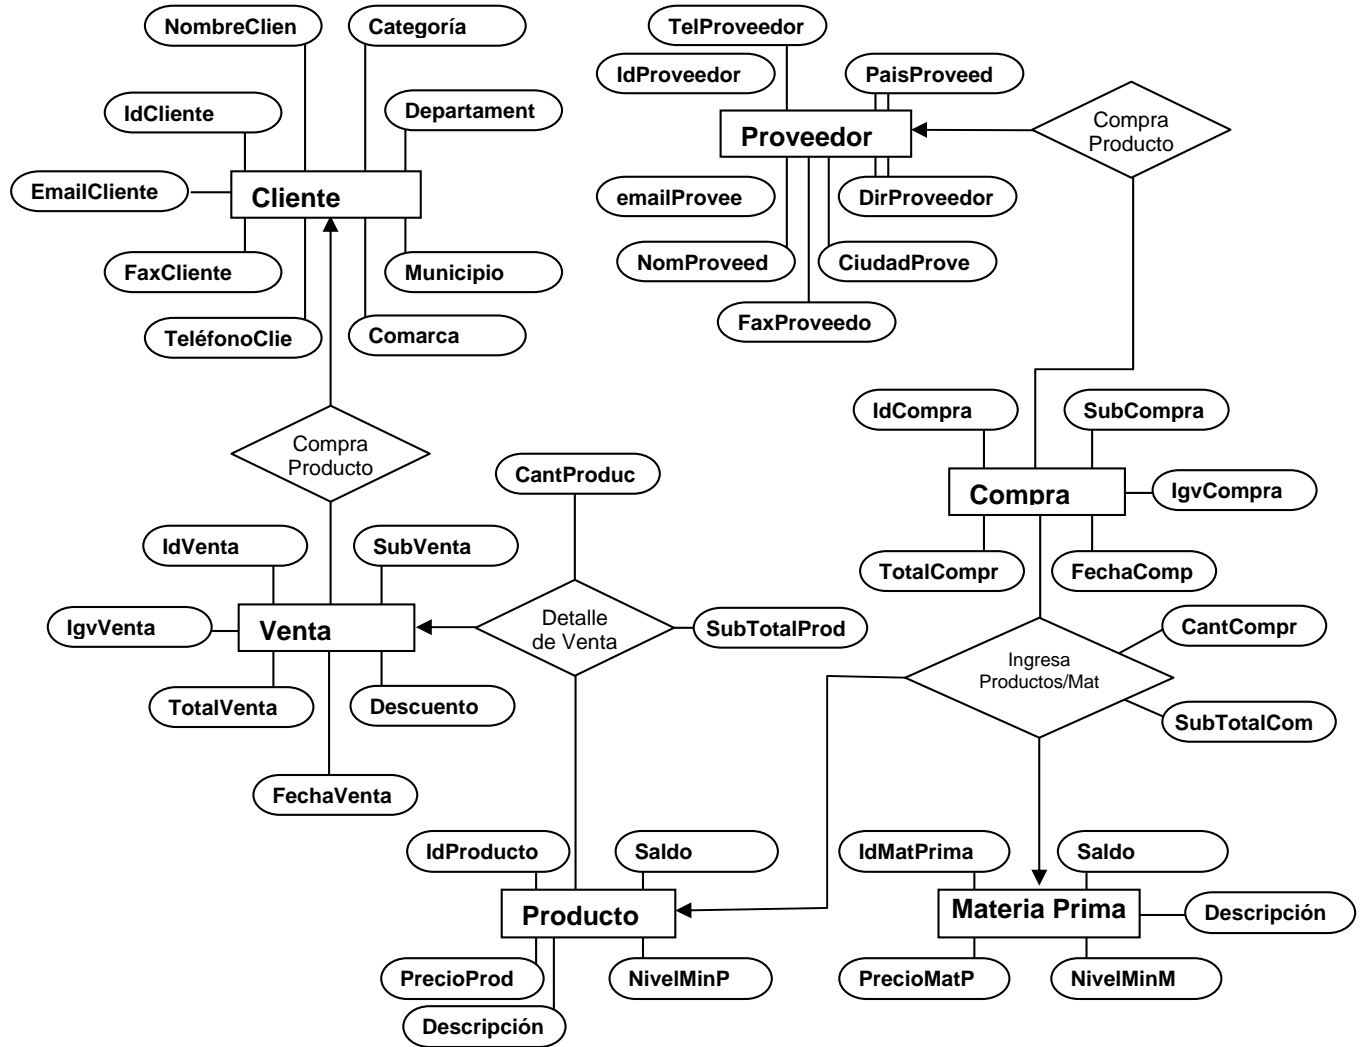 NombreClien
Categoría
TelProveedor
IdProveedor
PaisProveed
IdCliente
Departament
Proveedor
Compra
Producto
EmailCliente
Cliente
emailProvee
DirProveedor
FaxCliente
Municipio
NomProveed
CiudadProve
TeléfonoClie
Comarca
FaxProveedo
IdCompra
SubCompra
Compra
Producto
CantProduc
Compra
IgvCompra
IdVenta
SubVenta
TotalCompr
FechaComp
IgvVenta
Venta
Detalle
de Venta
SubTotalProd
CantCompr
Ingresa
Productos/Mat
TotalVenta
Descuento
SubTotalCom
FechaVenta
IdProducto
Saldo
IdMatPrima
Saldo
Producto
Materia Prima
Descripción
PrecioProd
NivelMinP
PrecioMatP
NivelMinM
Descripción